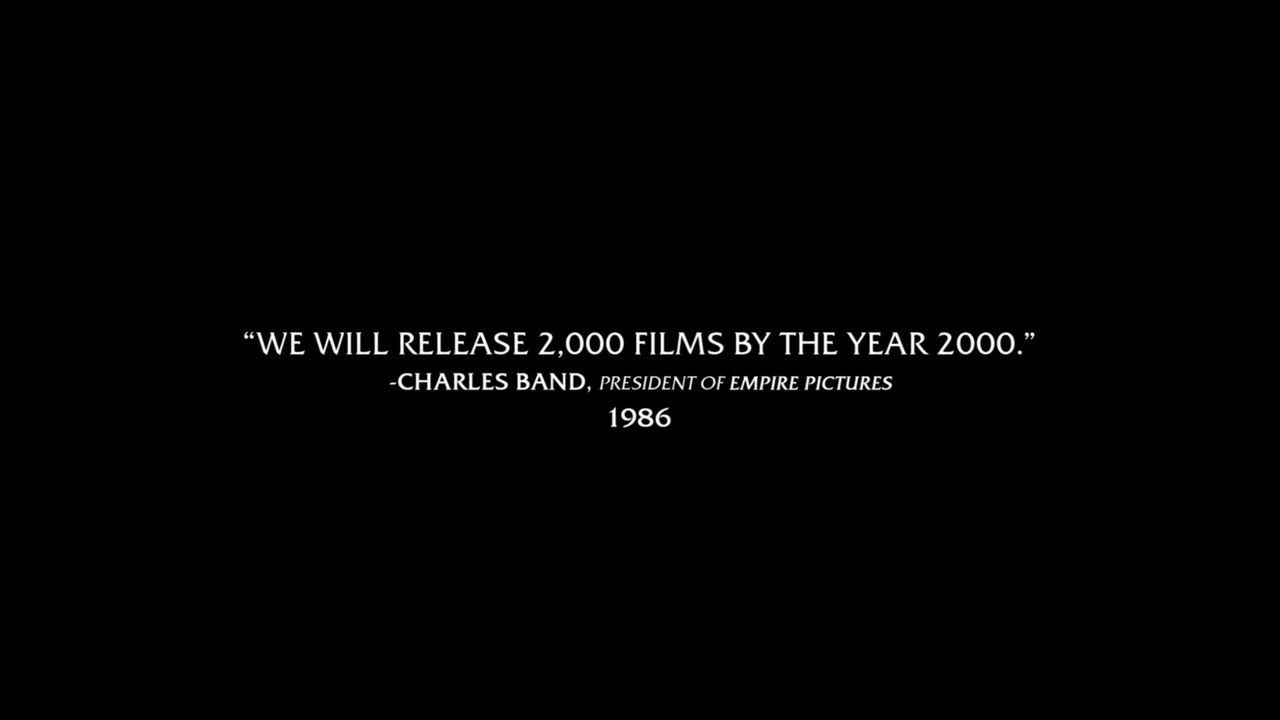 “WE WILL RELEASE 2,000 FILMS BY THE YEAR 2000.”
-CHARLES BAND, PRESIDENT OF EMPIRE PICTURES
1986